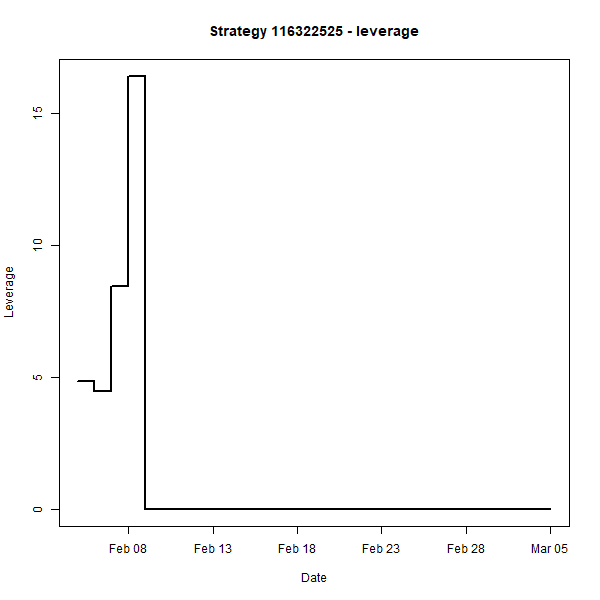 Strategy 116322525 - leverage
Leverage
15
10
5
0
Feb 08 Feb 13 Feb 18 Feb 23 Feb 28 Mar 05
Date